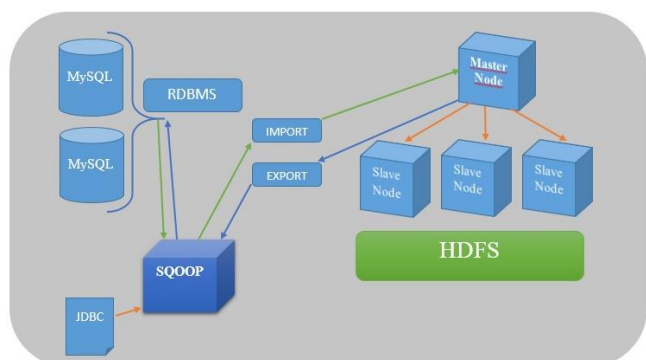 MySQL
RDBMS
MySQL
IMPORT
EXPORT
SQOOP
JDBC
Master
Node
Slave
Node
Slave
Node
Slave
Node
HDFS